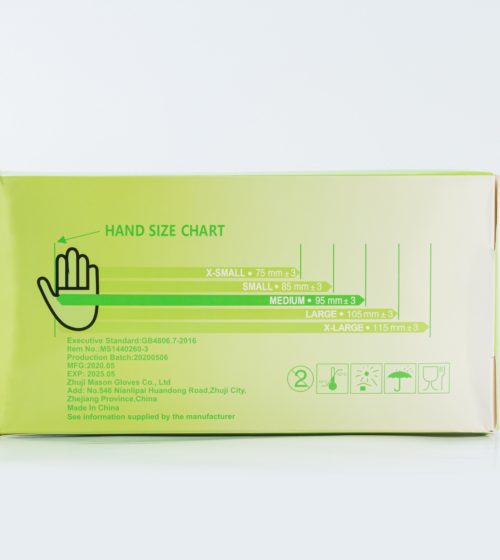 HAND SIZE CHART
X-SMALL • 75 mm ± 3
SMALL • 85 mm ± 3
MEDIUM • 95 mm ± 3
LARGE • 105 mm ± 3
X-LARGE • 115 mm ± 3
Executive Standard:GB4806.7-2016
Item No.:MS1440260-3
Production Batch:20200506
MFG:2020.05
EXP: 2025.05
Zhuji Mason Gloves Co., Ltd
Add: No.546 Nianlipai Huandong Road,Zhuji City,
Zhejiang Province,China
Made In China
See information supplied by the manufacturer
2